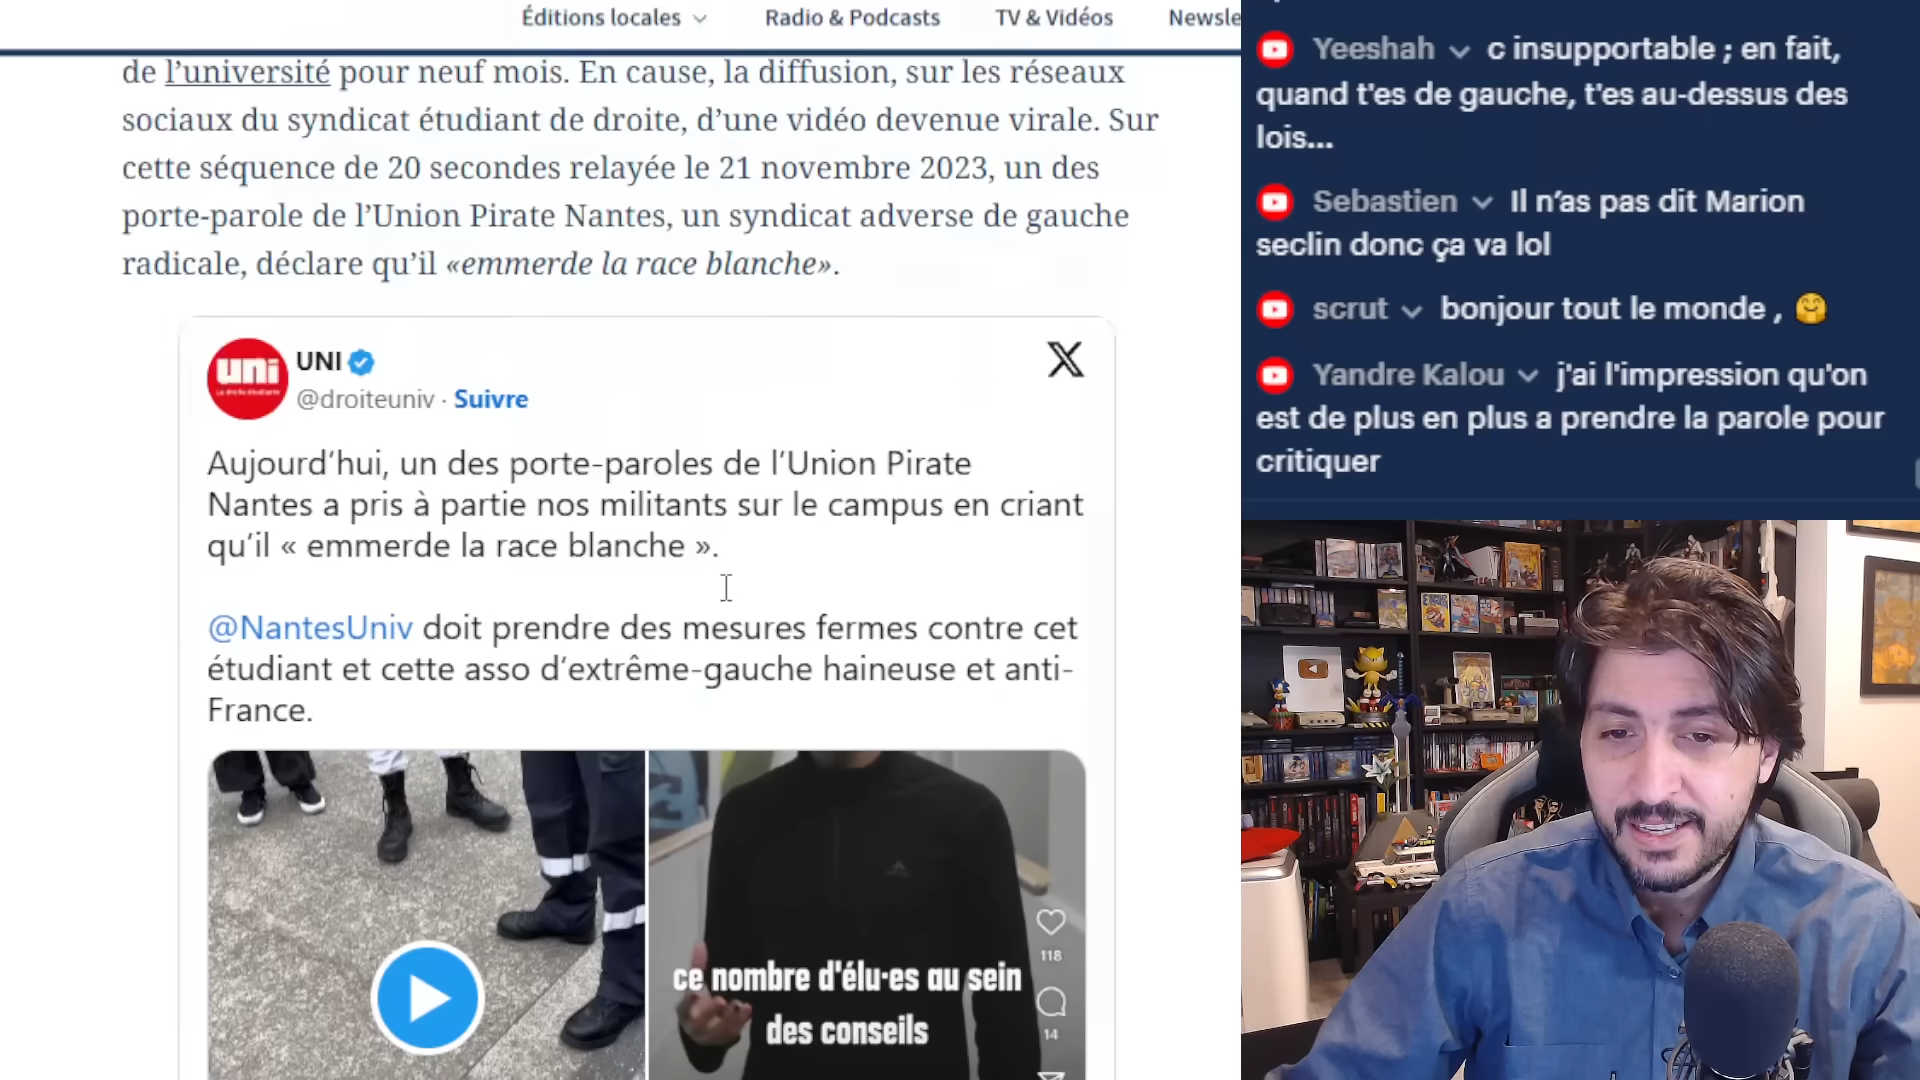 Éditions locales
Radio & Podcasts
TV & Vidéos
Newsle
de l’université pour neuf mois. En cause, la diffusion, sur les réseaux
sociaux du syndicat étudiant de droite, d’une vidéo devenue virale. Sur
cette séquence de 20 secondes relayée le 21 novembre 2023, un des
porte-parole de l’Union Pirate Nantes, un syndicat adverse de gauche
radicale, déclare qu’il «emmerde la race blanche».
uni
UNI
@droiteuniv · Suivre
Aujourd’hui, un des porte-paroles de l’Union Pirate
Nantes a pris à partie nos militants sur le campus en criant
qu’il « emmerde la race blanche ».
@NantesUniv doit prendre des mesures fermes contre cet
étudiant et cette asso d’extrême-gauche haineuse et anti-
France.
ce nombre d'élu·es au sein
des conseils
118
14
Yeeshah c insupportable ; en fait,
quand t'es de gauche, t'es au-dessus des
lois...
Sebastien Il n’as pas dit Marion
seclin donc ça va lol
scrut bonjour tout le monde , 🤗
Yandre Kalou j'ai l'impression qu'on
est de plus en plus a prendre la parole pour
critiquer